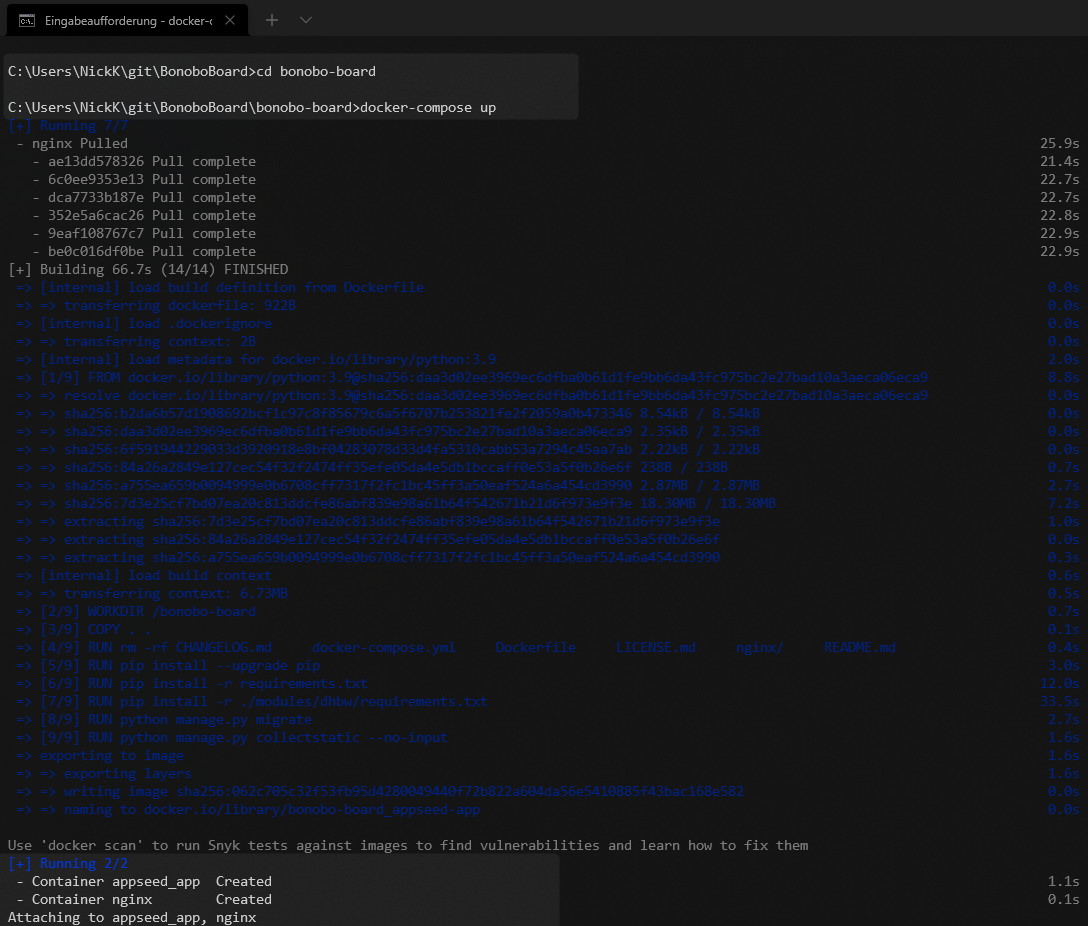 Eingabeaufforderung - docker-c
C:\Users\NickK\git\BonoboBoard>cd bonobo-board
C:\Users\NickK\git\BonoboBoard\bonobo-board>docker-compose up
[+] Running 7/7
- nginx Pulled 25.9s
- ae13dd578326 Pull complete 21.4s
- 6c0ee9353e13 Pull complete 22.7s
- dca7733b187e Pull complete 22.7s
- 352e5a6cac26 Pull complete 22.8s
- 9eaf108767c7 Pull complete 22.9s
- be0c016df0be Pull complete 22.9s
[+] Building 66.7s (14/14) FINISHED
=> [internal] load build definition from Dockerfile 0.0s
=> => transferring dockerfile: 922B 0.0s
=> [internal] load .dockerignore 0.0s
=> => transferring context: 2B 0.0s
=> [internal] load metadata for docker.io/library/python:3.9 2.0s
=> [1/9] FROM docker.io/library/python:3.9@sha256:daa3d02ee3969ec6dfba0b61d1fe9bb6da43fc975bc2e27bad10a3aeca06eca9 8.8s
=> => resolve docker.io/library/python:3.9@sha256:daa3d02ee3969ec6dfba0b61d1fe9bb6da43fc975bc2e27bad10a3aeca06eca9 0.0s
=> => sha256:b2da6b57d1908692bcf1c97c8f85679c6a5f6707b253821fe2f2059a0b473346 8.54kB / 8.54kB 0.0s
=> => sha256:daa3d02ee3969ec6dfba0b61d1fe9bb6da43fc975bc2e27bad10a3aeca06eca9 2.35kB / 2.35kB 0.0s
=> => sha256:6f591944229033d3920918e8bf04283078d33d4fa5310cabb53a7294c45aa7ab 2.22kB / 2.22kB 0.0s
=> => sha256:84a26a2849e127cec54f32f2474ff35efe05da4e5db1bccaff0e53a5f0b26e6f 238B / 238B 0.7s
=> => sha256:a755ea659b0094999e0b6708cff7317f2fc1bc45ff3a50eaf524a6a454cd3990 2.87MB / 2.87MB 2.7s
=> => sha256:7d3e25cf7bd07ea20c813ddcfe86abf839e98a61b64f542671b21d6f973e9f3e 18.30MB / 18.30MB 7.2s
=> => extracting sha256:7d3e25cf7bd07ea20c813ddcfe86abf839e98a61b64f542671b21d6f973e9f3e 1.0s
=> => extracting sha256:84a26a2849e127cec54f32f2474ff35efe05da4e5db1bccaff0e53a5f0b26e6f 0.0s
=> => extracting sha256:a755ea659b0094999e0b6708cff7317f2fc1bc45ff3a50eaf524a6a454cd3990 0.3s
=> [internal] load build context 0.6s
=> => transferring context: 6.73MB 0.5s
=> [2/9] WORKDIR /bonobo-board 0.7s
=> [3/9] COPY . . 0.1s
=> [4/9] RUN rm -rf CHANGELOG.md docker-compose.yml Dockerfile LICENSE.md nginx/ README.md 0.4s
=> [5/9] RUN pip install --upgrade pip 3.0s
=> [6/9] RUN pip install -r requirements.txt 12.0s
=> [7/9] RUN pip install -r ./modules/dhbw/requirements.txt 33.5s
=> [8/9] RUN python manage.py migrate 2.7s
=> [9/9] RUN python manage.py collectstatic --no-input 1.6s
=> exporting to image 1.6s
=> => exporting layers 1.6s
=> => writing image sha256:062c705c32f53fb95d4280049440f72b822a604da56e5410885f43bac168e582 0.0s
=> => naming to docker.io/library/bonobo-board_appseed-app 0.0s
Use 'docker scan' to run Snyk tests against images to find vulnerabilities and learn how to fix them
[+] Running 2/2
- Container appseed_app Created 1.1s
- Container nginx Created 0.1s
Attaching to appseed_app, nginx